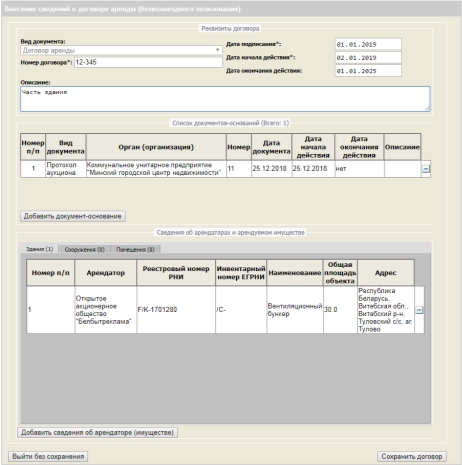 Внесение сведений о договоре аренды (безвозмездного пользования)
Реквизиты договора
Вид документа:
Договор аренды
Номер договора*: 12-345
Дата подписания*: 01.01.2019
Дата начала действия*: 02.01.2019
Дата окончания действия: 01.01.2025
Описание:
Часть здания
Список документов-оснований (Всего: 1)
Номер п/п Вид документа Орган (организация) Номер Дата документа Дата начала действия Дата окончания действия Описание
1 Протокол аукциона Коммунальное унитарное предприятие "Минский городской центр недвижимости" 11 25.12.2018 25.12.2018 нет
Добавить документ-основание
Сведения об арендаторах и арендуемом имуществе
Здания (1) Сооружения (0) Помещения (0)
Номер п/п Арендатор Реестровый номер РНИ Инвентарный номер ЕГРНИ Наименование Общая площадь объекта Адрес
1 Открытое акционерное общество "Белбытреклама" F/K-1701280 /C- Вентиляционный бункер 30.0 Республика Беларусь, Витебская обл., Витебский р-н, Туловский с/с, аг. Тулово
Добавить сведения об арендаторе (имуществе)
Выйти без сохранения Сохранить договор